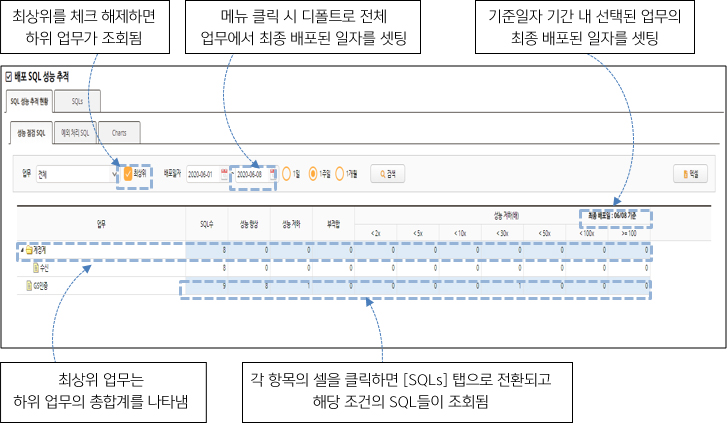 최상위를 체크 해제하면
하위 업무가 조회됨
메뉴 클릭 시 디폴트로 전체
업무에서 최종 배포된 일자를 셋팅
기준일자 기간 내 선택된 업무의
최종 배포된 일자를 셋팅
배포 SQL 성능 추적
SQL 성능 추적 현황 SQLs
성능 점검 SQL 예외 처리 SQL Charts
업무 전체 최상위 배포일자 2020-06-01 ~ 2020-06-08 1일 1주일 1개월 검색 엑셀
업무 SQL수 성능 향상 성능 저하 부적합 성능 저하(배) 최종 배포일 : 06/08 기준
< 2x < 5x < 10x < 30x < 50x < 100x >= 100
계정계 8 0 0 0 0 0 0 0 0 0 0
수신 8 0 0 0 0 0 0 0 0 0 0
GS인증 9 8 1 0 0 0 0 1 0 0 0
최상위 업무는
하위 업무의 총합계를 나타냄
각 항목의 셀을 클릭하면 [SQLs] 탭으로 전환되고
해당 조건의 SQL들이 조회됨